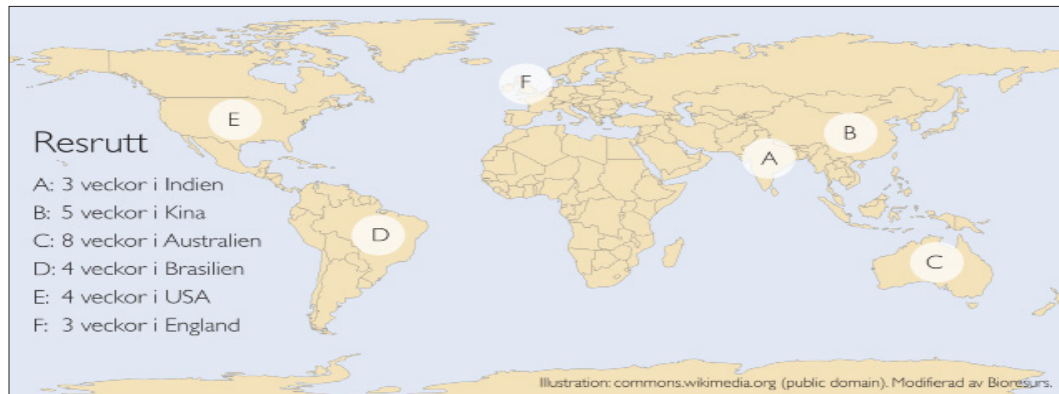 F
E
B
A
D
C
Resrutt
A: 3 veckor i Indien
B: 5 veckor i Kina
C: 8 veckor i Australien
D: 4 veckor i Brasilien
E: 4 veckor i USA
F: 3 veckor i England
Illustration: commons.wikimedia.org (public domain). Modifierad av Bioresurs.